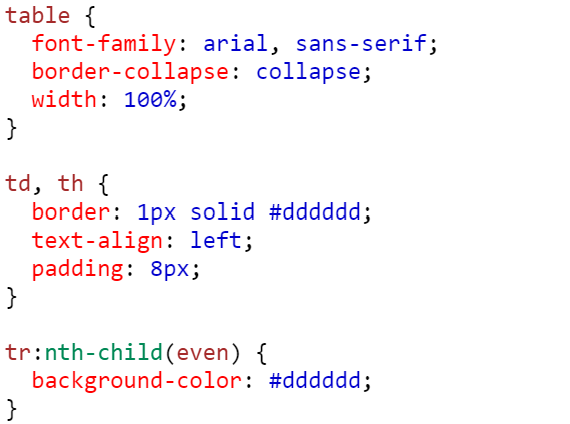 table {
  font-family: arial, sans-serif;
  border-collapse: collapse;
  width: 100%;
}

td, th {
  border: 1px solid #dddddd;
  text-align: left;
  padding: 8px;
}

tr:nth-child(even) {
  background-color: #dddddd;
}